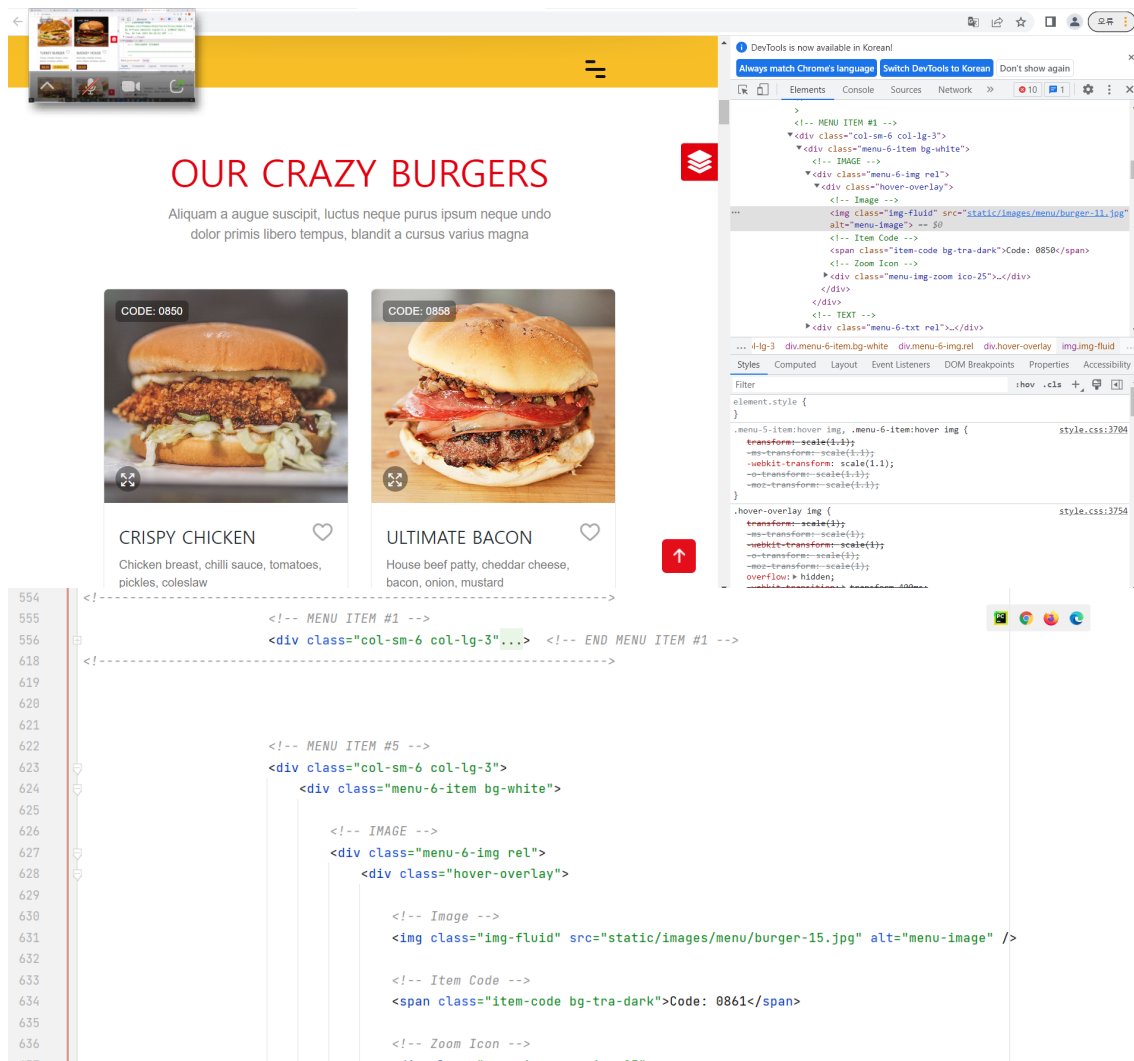 오류
DevTools is now available in Korean!
Always match Chrome's language Switch DevTools to Korean Don't show again
Elements Console Sources Network » 10 1
>
<!-- MENU ITEM #1 -->
▼<div class="col-sm-6 col-lg-3">
▼<div class="menu-6-item bg-white">
<!-- IMAGE -->
▼<div class="menu-6-img rel">
▼<div class="hover-overlay">
<!-- Image -->
... <img class="img-fluid" src="static/images/menu/burger-11.jpg"
alt="menu-image"> == $0
<!-- Item Code -->
<span class="item-code bg-tra-dark">Code: 0850</span>
<!-- Zoom Icon -->
▶<div class="menu-img-zoom ico-25">…</div>
</div>
</div>
<!-- TEXT -->
▶<div class="menu-6-txt rel">…</div>
... l-lg-3 div.menu-6-item.bg-white div.menu-6-img.rel div.hover-overlay img.img-fluid ...
Styles Computed Layout Event Listeners DOM Breakpoints Properties Accessibility
Filter :hov .cls +
element.style {
}
.menu-5-item:hover img, .menu-6-item:hover img { style.css:3704
transform: scale(1.1);
-ms-transform: scale(1.1);
-webkit-transform: scale(1.1);
-o-transform: scale(1.1);
-moz-transform: scale(1.1);
}
.hover-overlay img { style.css:3754
transform: scale(1);
-ms-transform: scale(1);
-webkit-transform: scale(1);
-o-transform: scale(1);
-moz-transform: scale(1);
overflow:▶ hidden;
-webkit-transition:▶ transform 400ms;
OUR CRAZY BURGERS
Aliquam a augue suscipit, luctus neque purus ipsum neque undo
dolor primis libero tempus, blandit a cursus varius magna
CODE: 0850
CODE: 0858
CRISPY CHICKEN
Chicken breast, chilli sauce, tomatoes,
pickles, coleslaw
ULTIMATE BACON
House beef patty, cheddar cheese,
bacon, onion, mustard
554 <!------------------------------------------------------------------>
555 <!-- MENU ITEM #1 -->
556 <div class="col-sm-6 col-lg-3"...> <!-- END MENU ITEM #1 -->
618 <!------------------------------------------------------------------>
619
620
621
622 <!-- MENU ITEM #5 -->
623 <div class="col-sm-6 col-lg-3">
624 <div class="menu-6-item bg-white">
625
626 <!-- IMAGE -->
627 <div class="menu-6-img rel">
628 <div class="hover-overlay">
629
630 <!-- Image -->
631 <img class="img-fluid" src="static/images/menu/burger-15.jpg" alt="menu-image" />
632
633 <!-- Item Code -->
634 <span class="item-code bg-tra-dark">Code: 0861</span>
635
636 <!-- Zoom Icon -->